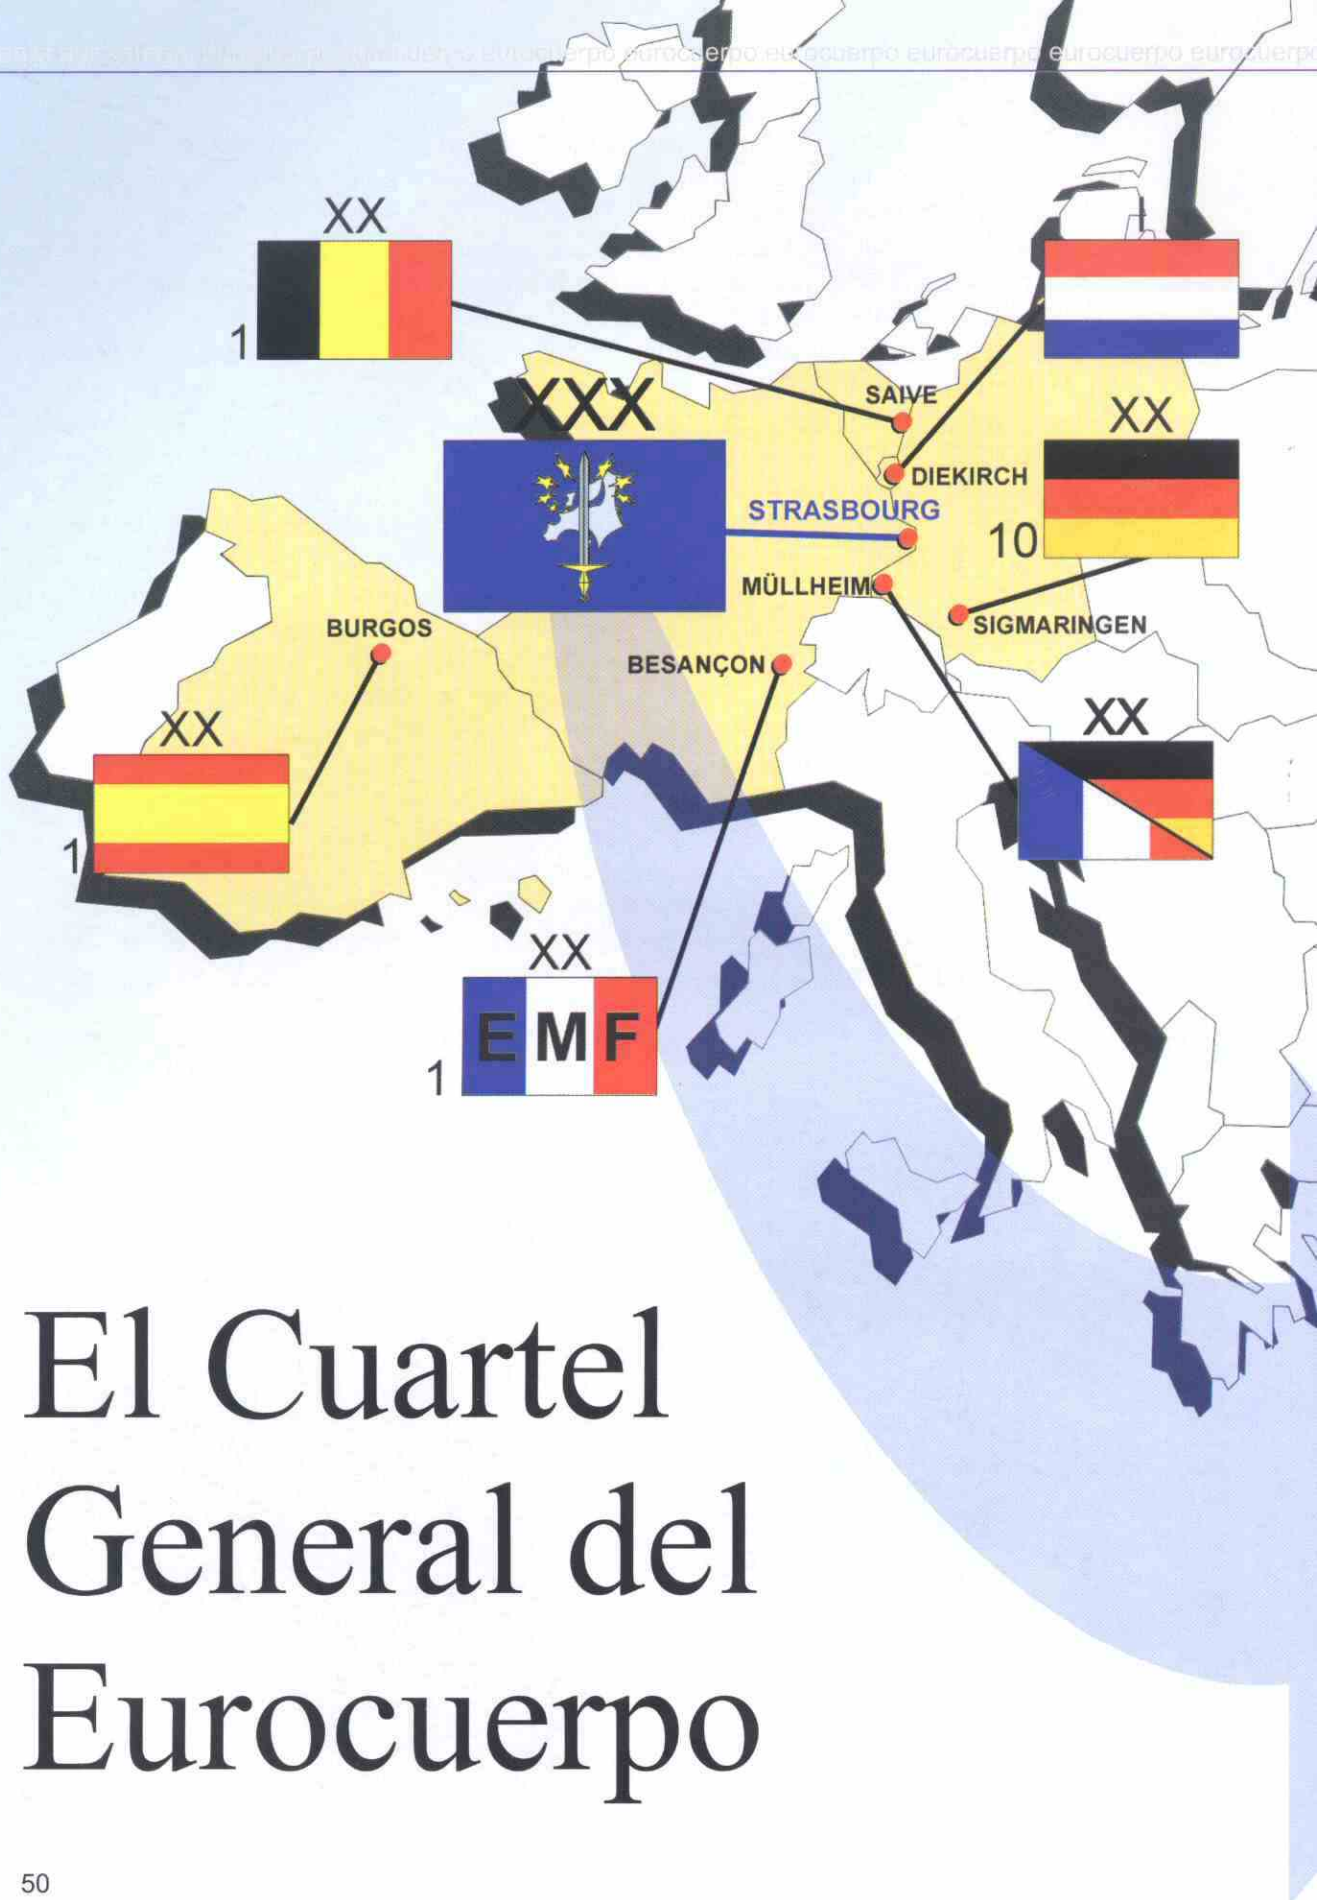 eurocuerpo eurocuerpo eurocuerpo eurocuerpo eurocuerpo eurocuerpo
XX
1
XXX
SAIVE
XX
DIEKIRCH
STRASBOURG
10
MÜLLHEIM
SIGMARINGEN
BURGOS
BESANÇON
XX
XX
1
XX
E M F
1
El Cuartel
General del
Eurocuerpo
50